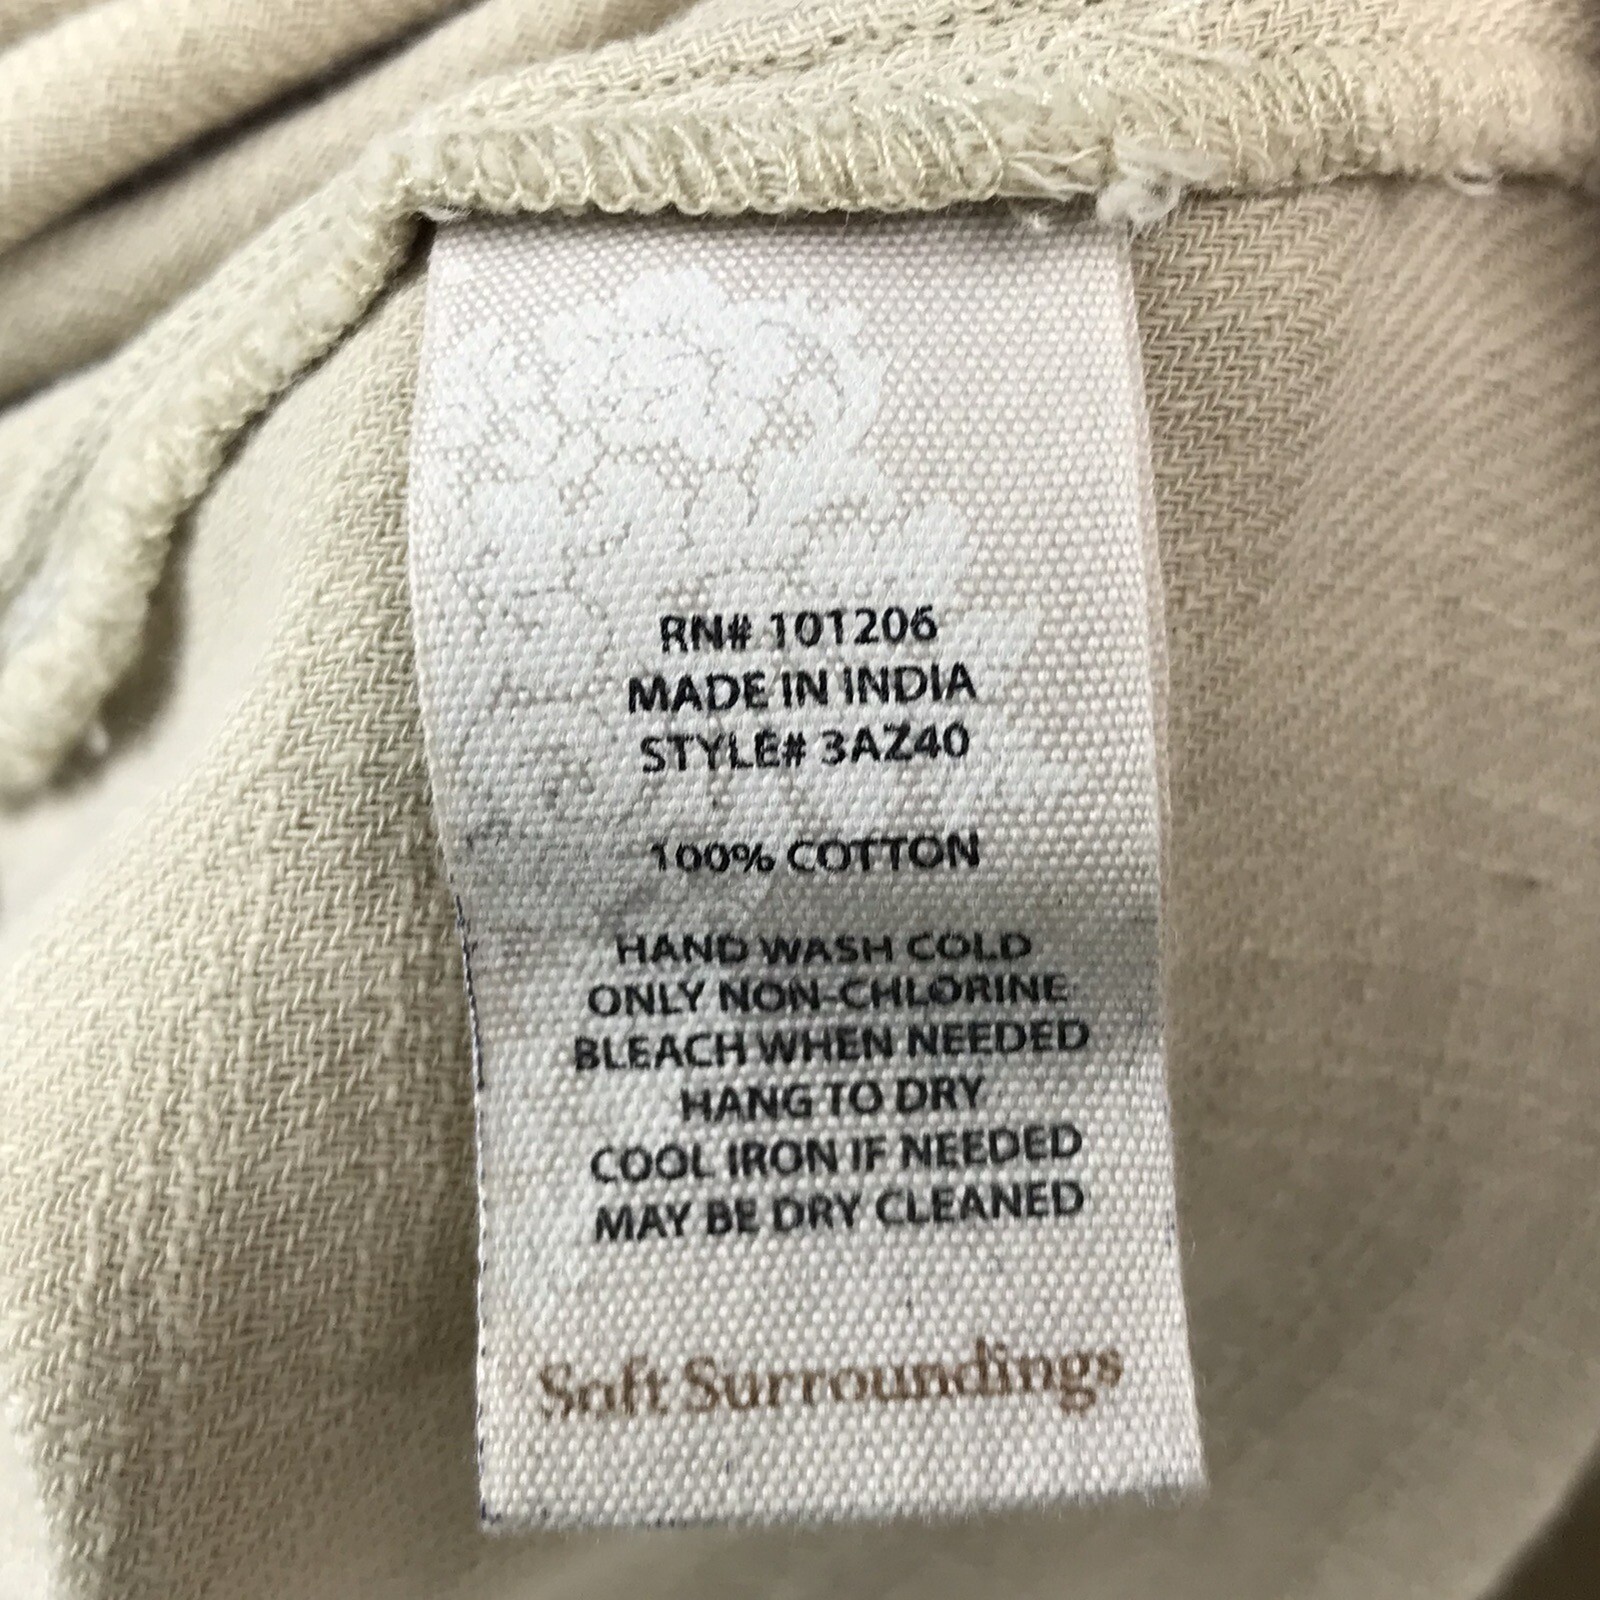 RN# 101206
MADE IN INDIA
STYLE# 3AZ40
100% COTTON
HAND WASH COLD
ONLY NON-CHLORINE
BLEACH WHEN NEEDED
HANG TO DRY
COOL IRON IF NEEDED
MAY BE DRY CLEANED
Soft Surroundings